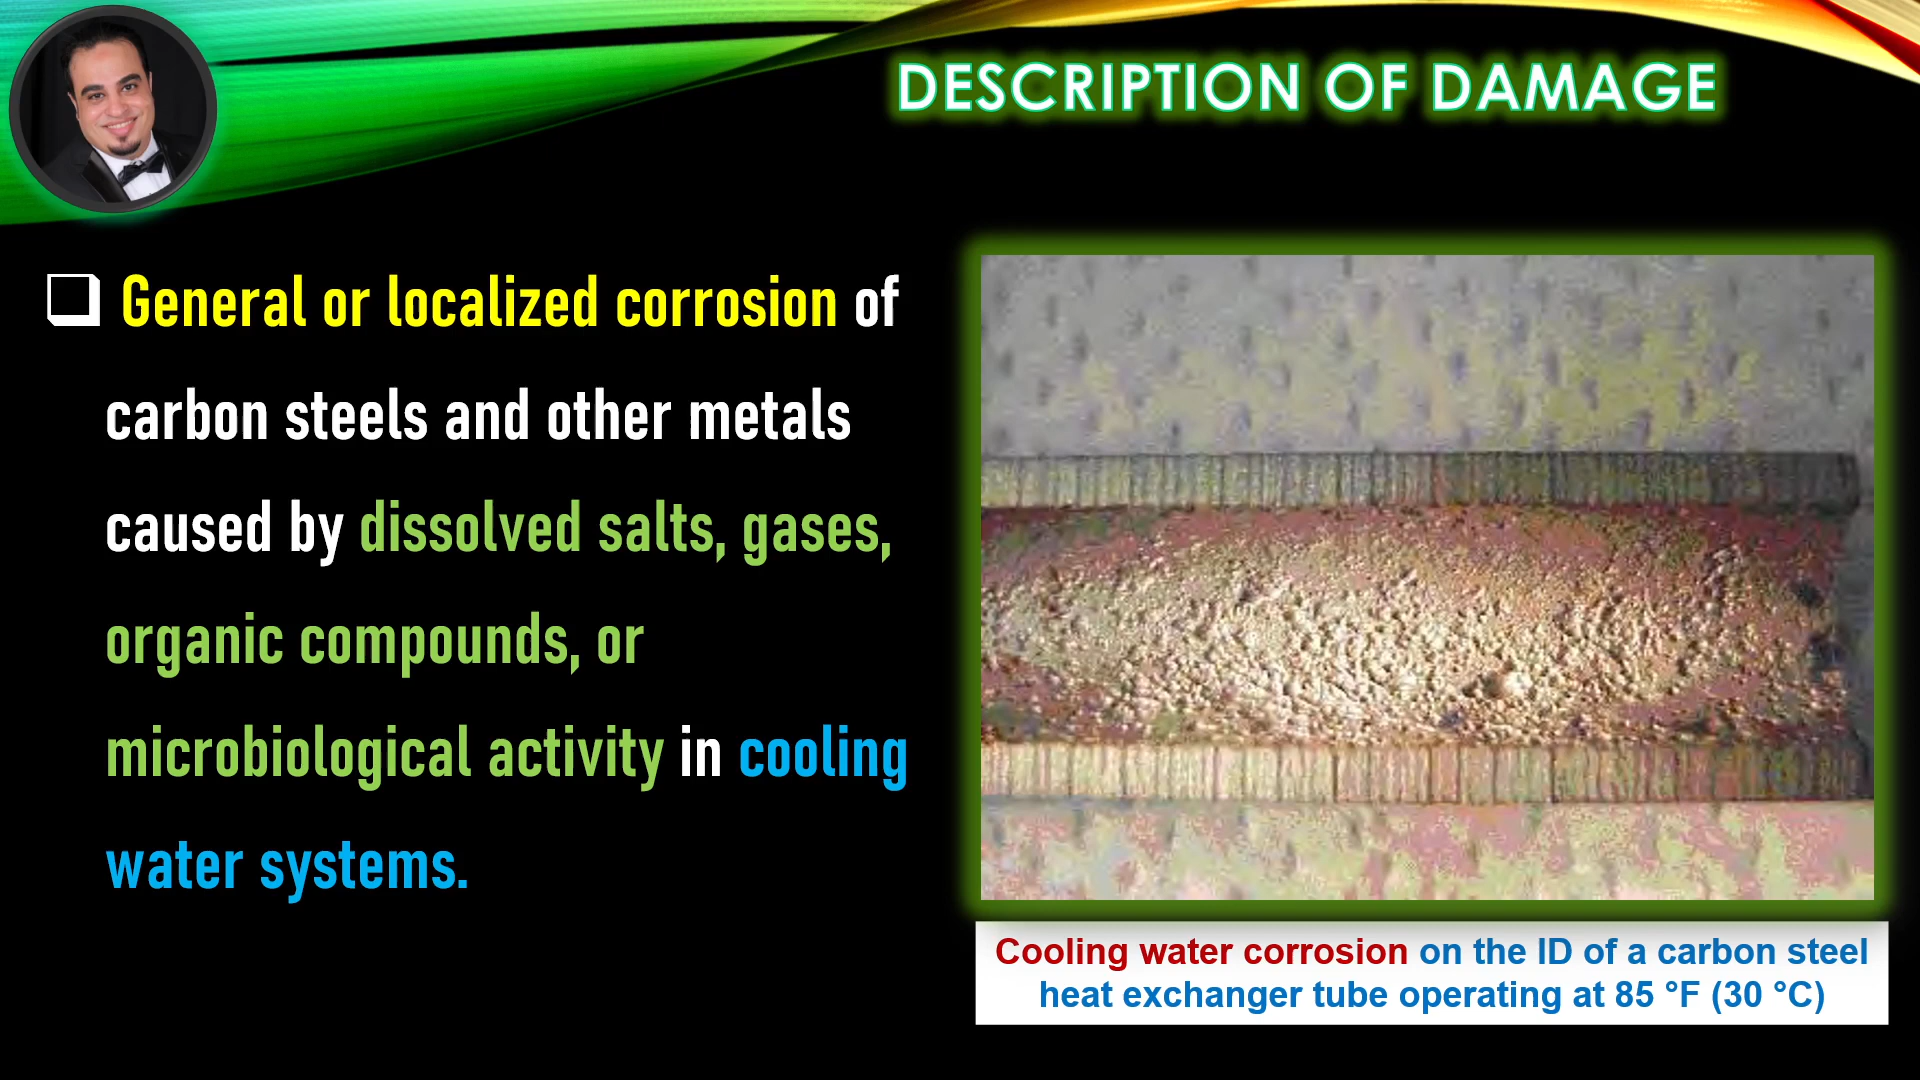 DESCRIPTION OF DAMAGE
General or localized corrosion of
carbon steels and other metals
caused by dissolved salts, gases,
organic compounds, or
microbiological activity in cooling
water systems.
Cooling water corrosion on the ID of a carbon steel
heat exchanger tube operating at 85 °F (30 °C)